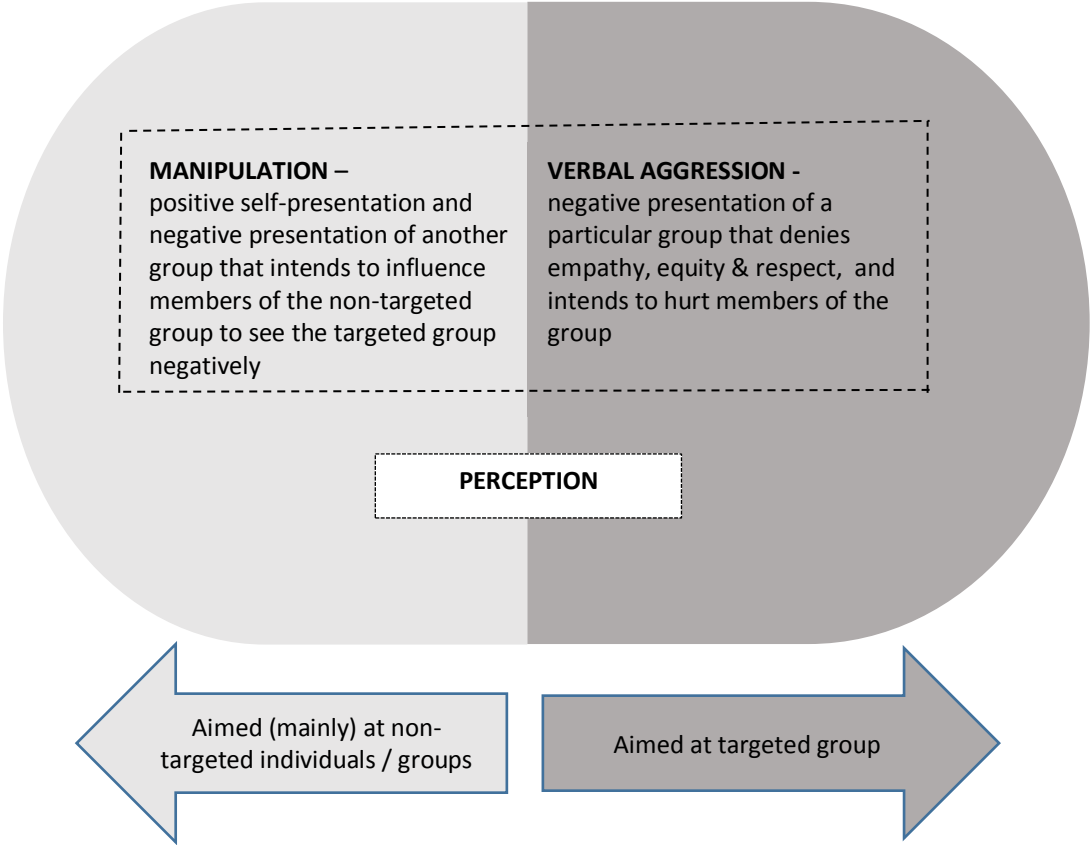 MANIPULATION –
positive self-presentation and
negative presentation of another
group that intends to influence
members of the non-targeted
group to see the targeted group
negatively
VERBAL AGGRESSION -
negative presentation of a
particular group that denies
empathy, equity & respect, and
intends to hurt members of the
group
PERCEPTION
Aimed (mainly) at non-
targeted individuals / groups
Aimed at targeted group